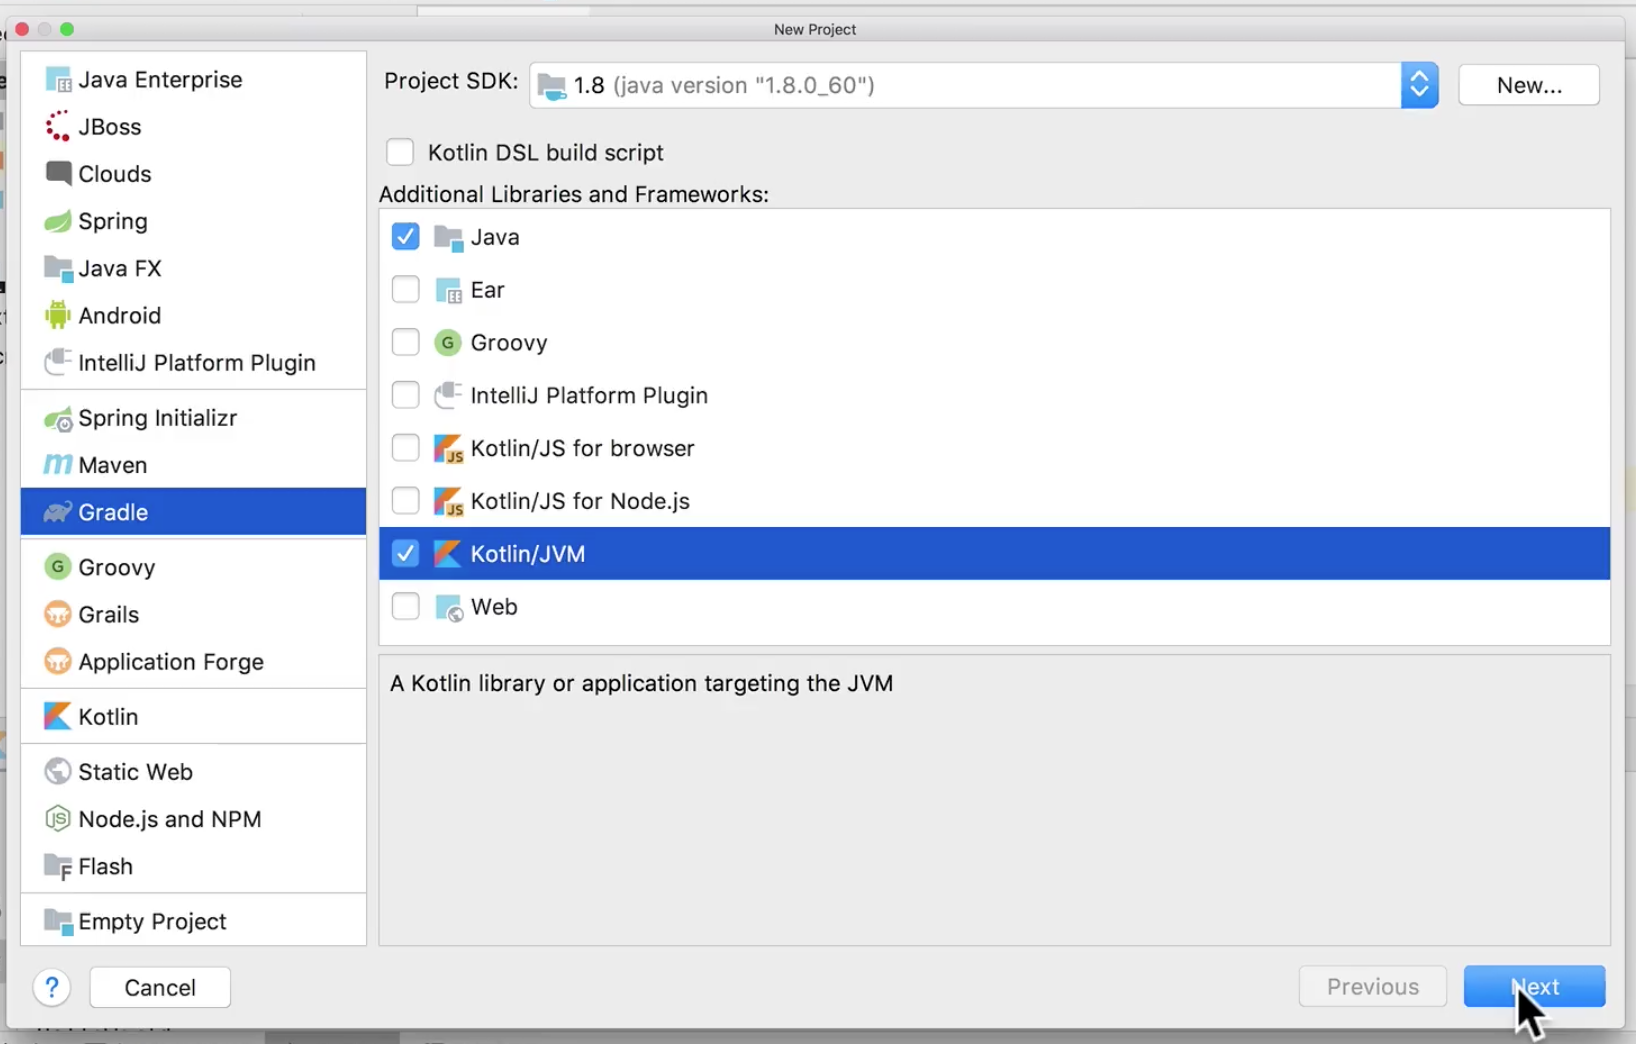 New Project
Java Enterprise
JBoss
Clouds
Spring
Java FX
Android
IntelliJ Platform Plugin
Spring Initializr
Maven
Gradle
Groovy
Grails
Application Forge
Kotlin
Static Web
Node.js and NPM
Flash
Empty Project
Project SDK: 1.8 (java version "1.8.0_60") New...
Kotlin DSL build script
Additional Libraries and Frameworks:
Java
Ear
Groovy
IntelliJ Platform Plugin
Kotlin/JS for browser
Kotlin/JS for Node.js
Kotlin/JVM
Web
A Kotlin library or application targeting the JVM
? Cancel Previous Next